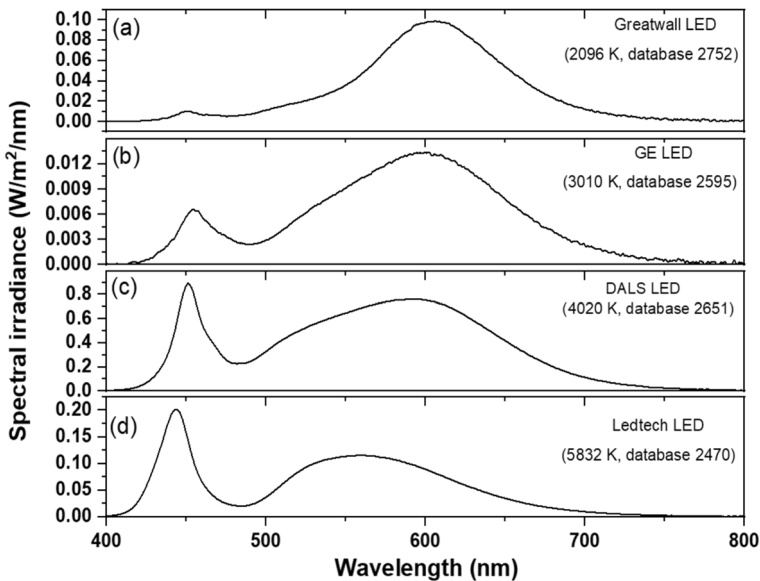 Spectral irradiance (W/m²/nm)
(a)
Greatwall LED
(2096 K, database 2752)
0.10
0.08
0.06
0.04
0.02
0.00
(b)
GE LED
(3010 K, database 2595)
0.012
0.009
0.006
0.003
0.000
(c)
DALS LED
(4020 K, database 2651)
0.8
0.6
0.4
0.2
0.0
(d)
Ledtech LED
(5832 K, database 2470)
0.20
0.15
0.10
0.05
0.00
400 500 600 700 800
Wavelength (nm)